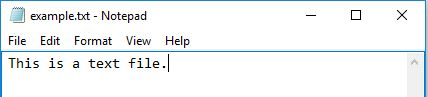 example.txt - Notepad
File Edit Format View Help
This is a text file.